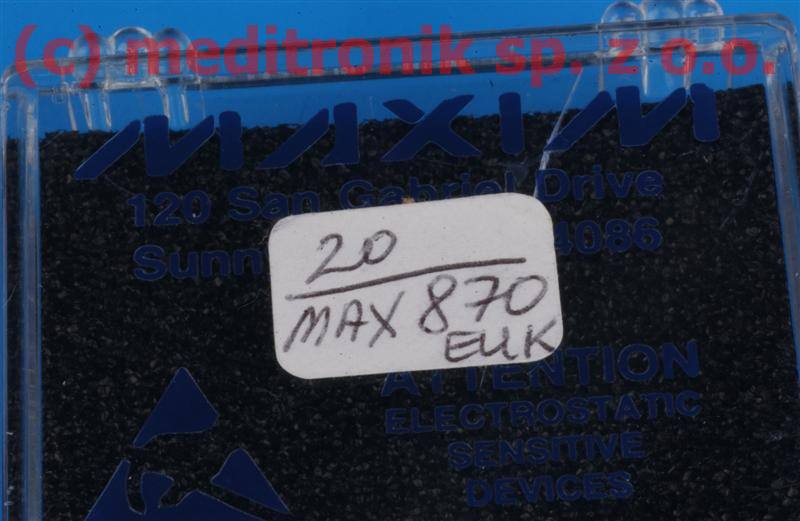 (c) meditronik sp. z o.o.
MAXIM
120 San Gabriel Drive
Sunn 4086
20
MAX 870
EUK
ATTENTION
ELECTROSTATIC
SENSITIVE
DEVICES